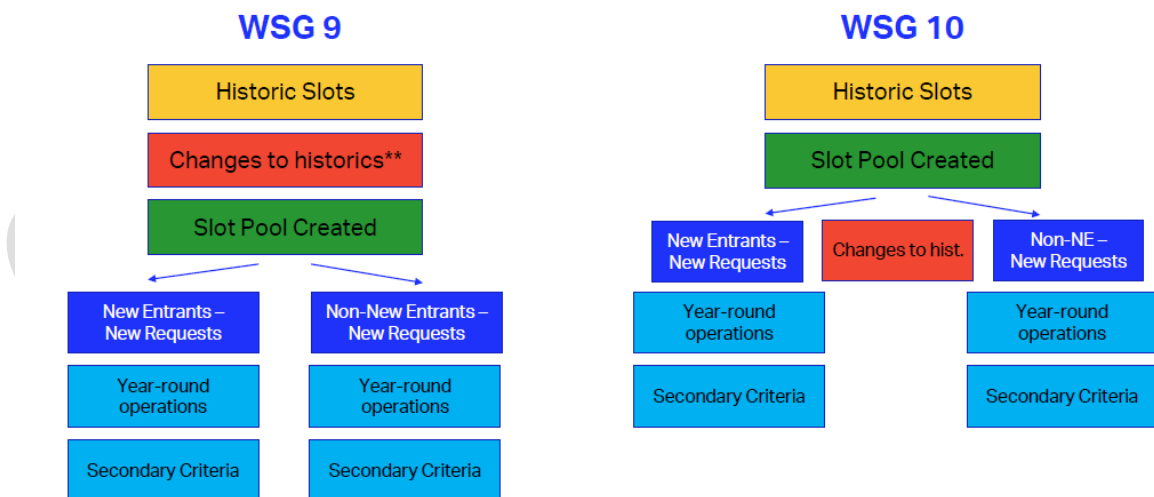 WSG 9
Historic Slots
Changes to historics**
Slot Pool Created
New Entrants –
New Requests
Non-New Entrants –
New Requests
Year-round
operations
Year-round
operations
Secondary Criteria
Secondary Criteria
WSG 10
Historic Slots
Slot Pool Created
New Entrants –
New Requests
Changes to hist.
Non-NE –
New Requests
Year-round
operations
Year-round
operations
Secondary Criteria
Secondary Criteria